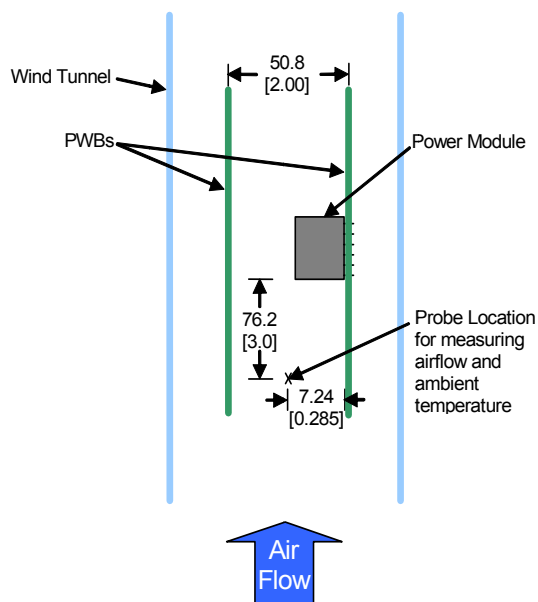 50.8
[2.00]
Wind Tunnel
PWBs
Power Module
76.2
[3.0]
Probe Location
for measuring
airflow and
ambient
temperature
x
7.24
[0.285]
Air
Flow